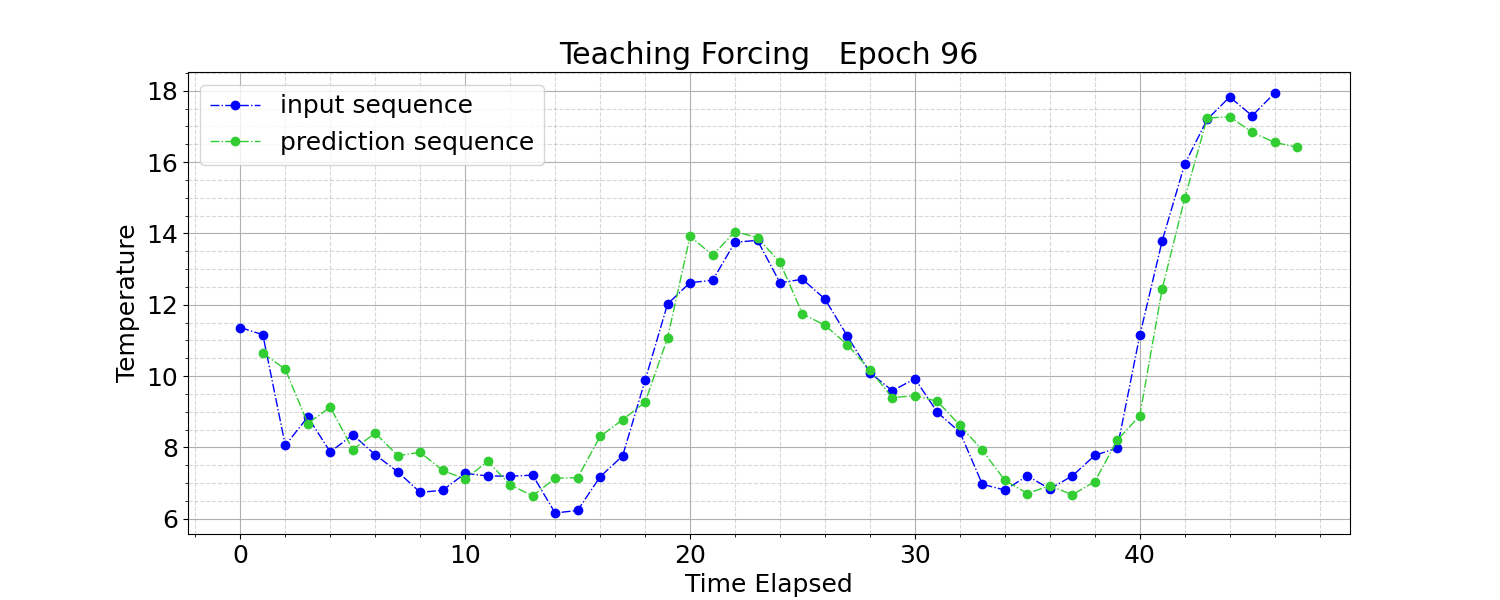 Teaching Forcing   Epoch 96
input sequence
prediction sequence
Temperature
18
16
14
12
10
8
6
0 10 20 30 40
Time Elapsed